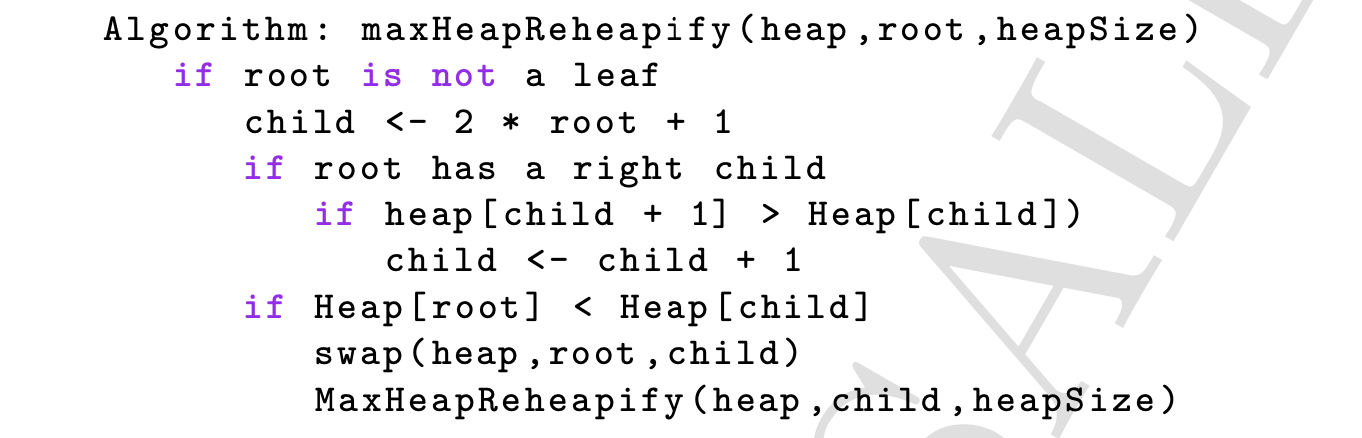 Algorithm: maxHeapReheapify(heap,root,heapSize)
if root is not a leaf
child <- 2 * root + 1
if root has a right child
if heap[child + 1] > Heap[child])
child <- child + 1
if Heap[root] < Heap[child]
swap(heap,root,child)
MaxHeapReheapify(heap,child,heapSize)